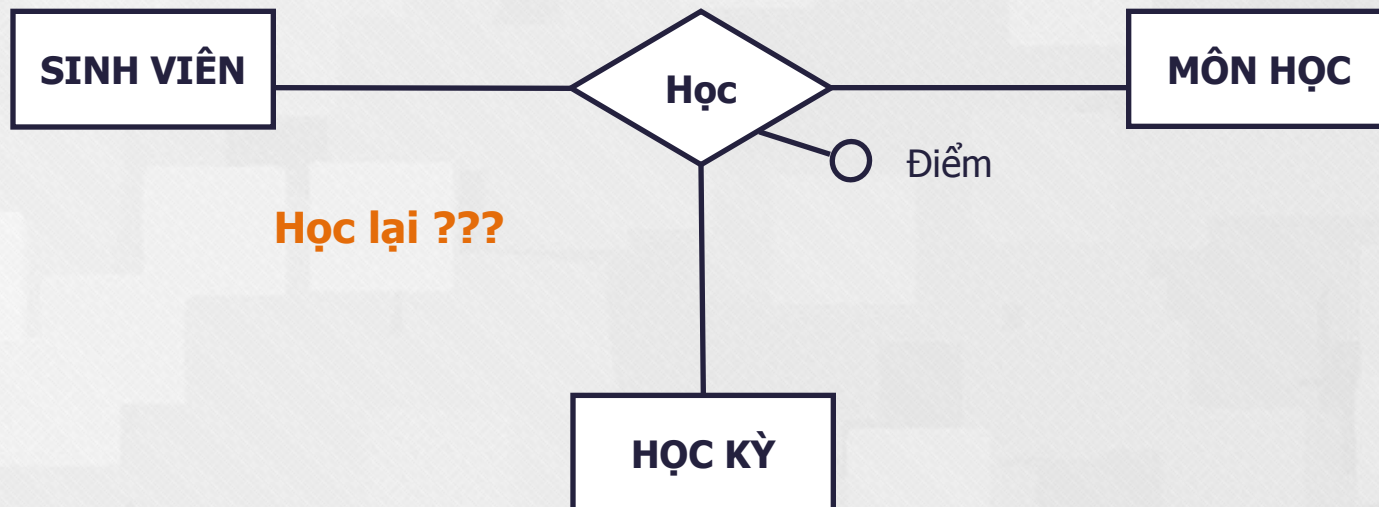 SINH VIÊN
Học
MÔN HỌC
Điểm
Học lại ???
HỌC KỲ